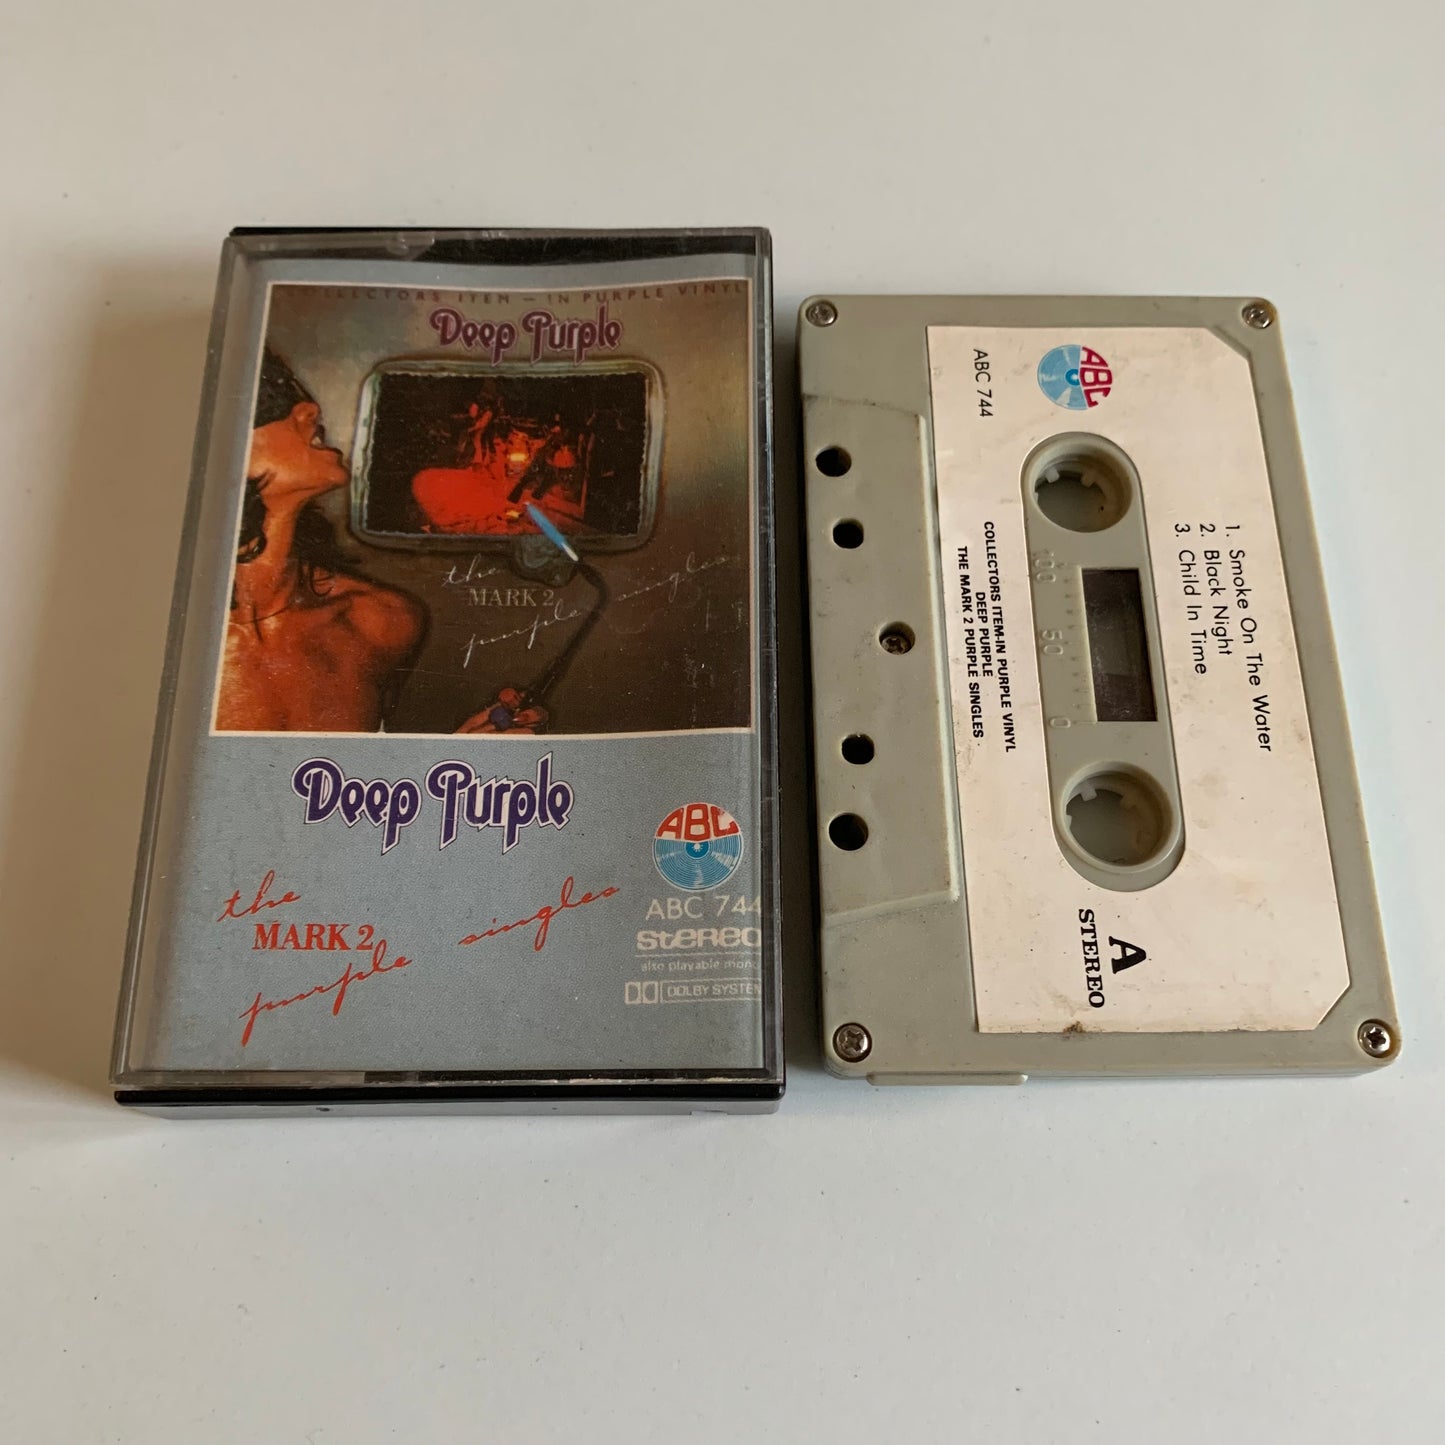 COLLECTORS ITEM – IN PURPLE VINYL
Deep Purple
the
MARK 2
purple singles
Deep Purple
the
MARK 2
purple singles
ABC
ABC 744
stereo
also playable mono
DOLBY SYSTEM
ABC
ABC 744
1. Smoke On The Water
2. Black Night
3. Child In Time
COLLECTORS ITEM-IN PURPLE VINYL
DEEP PURPLE
THE MARK 2 PURPLE SINGLES
100 50 0
A
STEREO